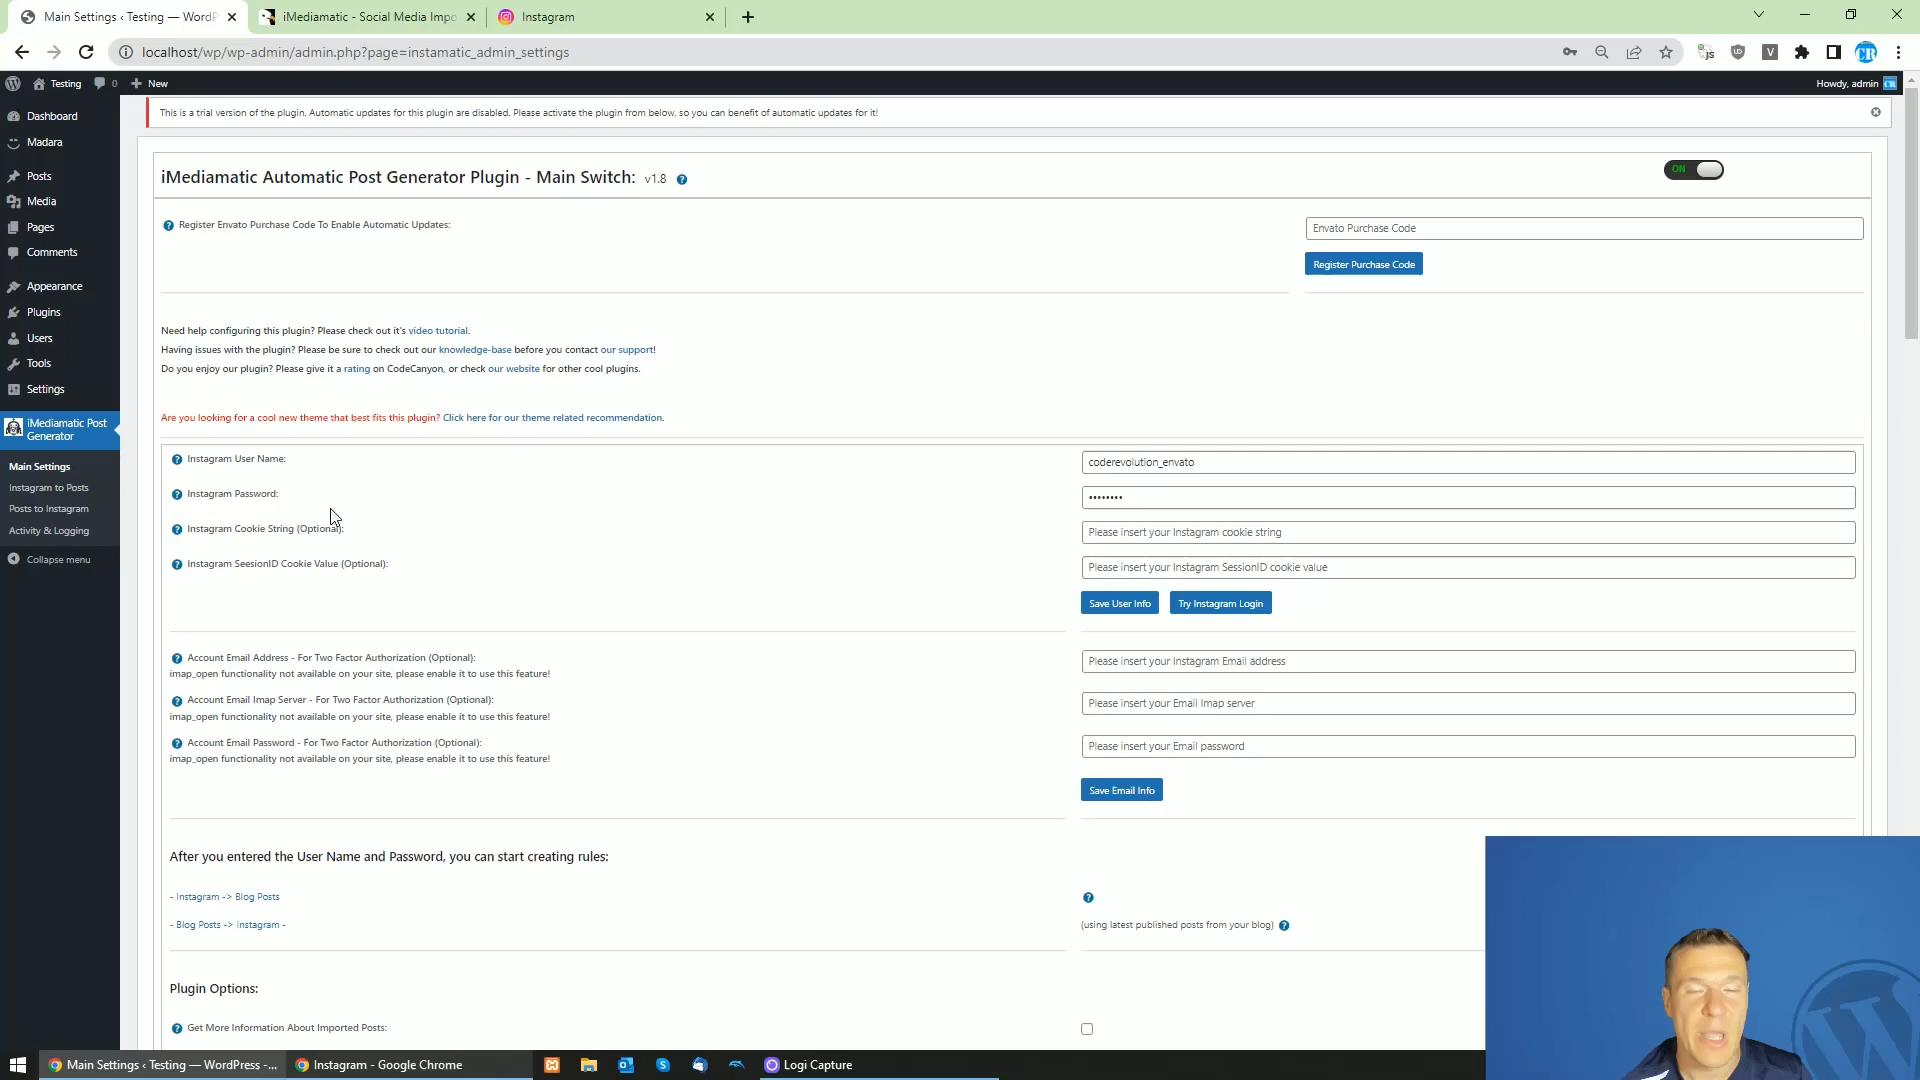 Main Settings ‹ Testing — WordP
iMediamatic - Social Media Impo
Instagram
localhost/wp/wp-admin/admin.php?page=instamatic_admin_settings
Testing
0
New
Howdy, admin
Dashboard
Madara
Posts
Media
Pages
Comments
Appearance
Plugins
Users
Tools
Settings
iMediamatic Post
Generator
Main Settings
Instagram to Posts
Posts to Instagram
Activity & Logging
Collapse menu
This is a trial version of the plugin. Automatic updates for this plugin are disabled. Please activate the plugin from below, so you can benefit of automatic updates for it!
iMediamatic Automatic Post Generator Plugin - Main Switch: v1.8
ON
Register Envato Purchase Code To Enable Automatic Updates:
Envato Purchase Code
Register Purchase Code
Need help configuring this plugin? Please check out it's video tutorial.
Having issues with the plugin? Please be sure to check out our knowledge-base before you contact our support!
Do you enjoy our plugin? Please give it a rating on CodeCanyon, or check our website for other cool plugins.
Are you looking for a cool new theme that best fits this plugin? Click here for our theme related recommendation.
Instagram User Name:
coderevolution_envato
Instagram Password:
••••••••
Instagram Cookie String (Optional):
Please insert your Instagram cookie string
Instagram SeesionID Cookie Value (Optional):
Please insert your Instagram SessionID cookie value
Save User Info
Try Instagram Login
Account Email Address - For Two Factor Authorization (Optional):
imap_open functionality not available on your site, please enable it to use this feature!
Please insert your Instagram Email address
Account Email Imap Server - For Two Factor Authorization (Optional):
imap_open functionality not available on your site, please enable it to use this feature!
Please insert your Email Imap server
Account Email Password - For Two Factor Authorization (Optional):
imap_open functionality not available on your site, please enable it to use this feature!
Please insert your Email password
Save Email Info
After you entered the User Name and Password, you can start creating rules:
- Instagram -> Blog Posts
- Blog Posts -> Instagram -
(using latest published posts from your blog)
Plugin Options:
Get More Information About Imported Posts:
Main Settings ‹ Testing — WordPress -...
Instagram - Google Chrome
Logi Capture